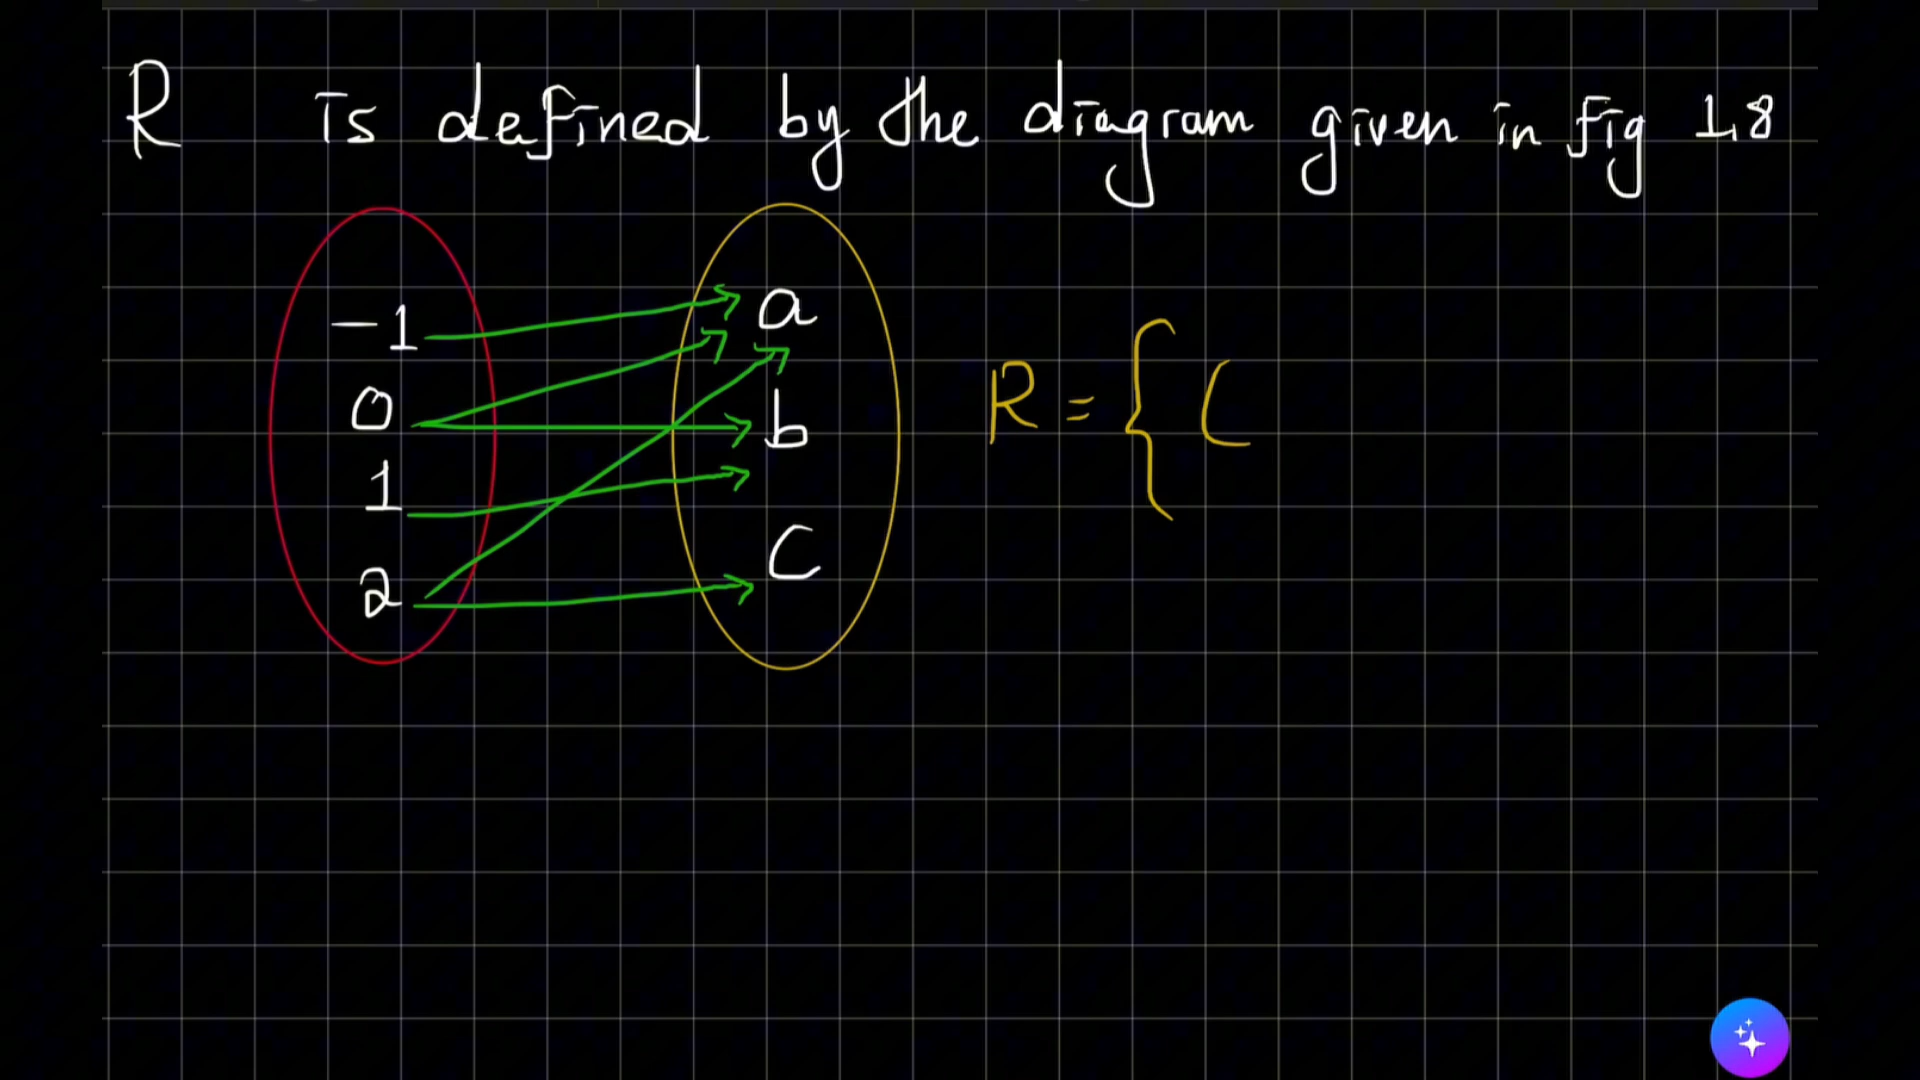 R is defined by the diagram given in fig 1.8
-1 a
0 b
1
2 C
R = { (